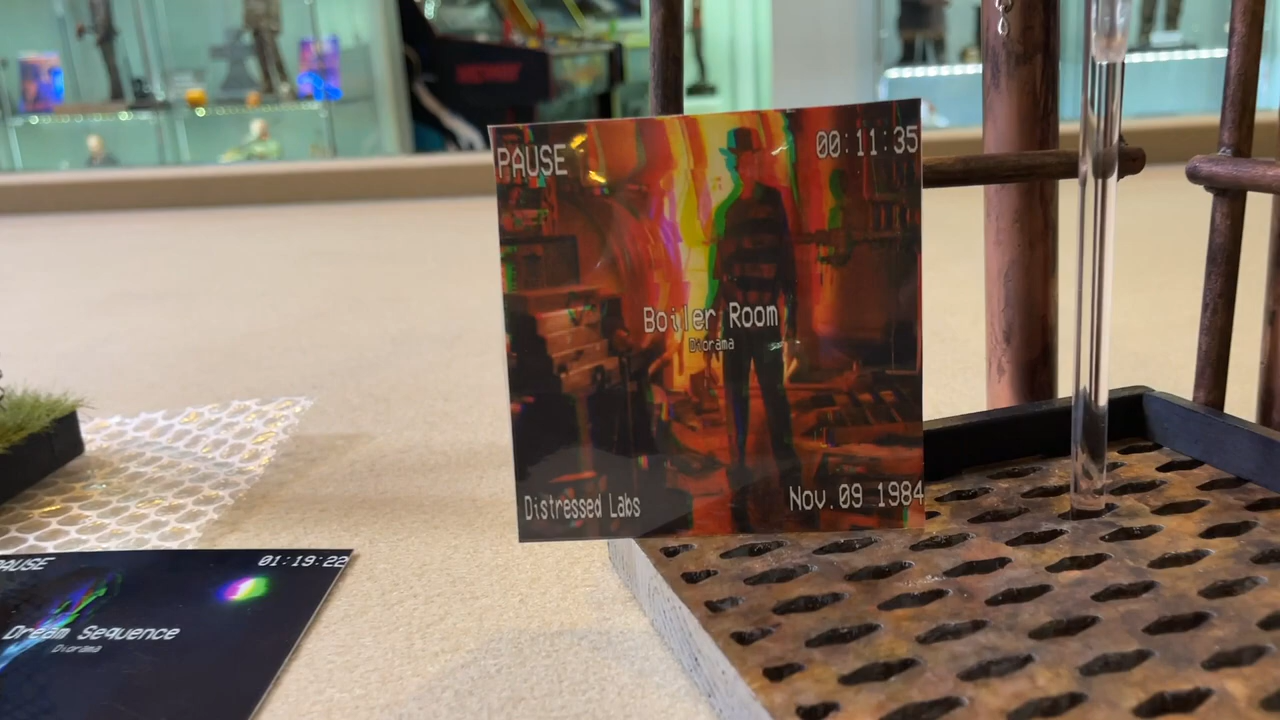 PAUSE
00:11:35
Boiler Room
Diorama
Distressed Labs
Nov.09 1984
PAUSE
01:19:22
Dream Sequence
Diorama